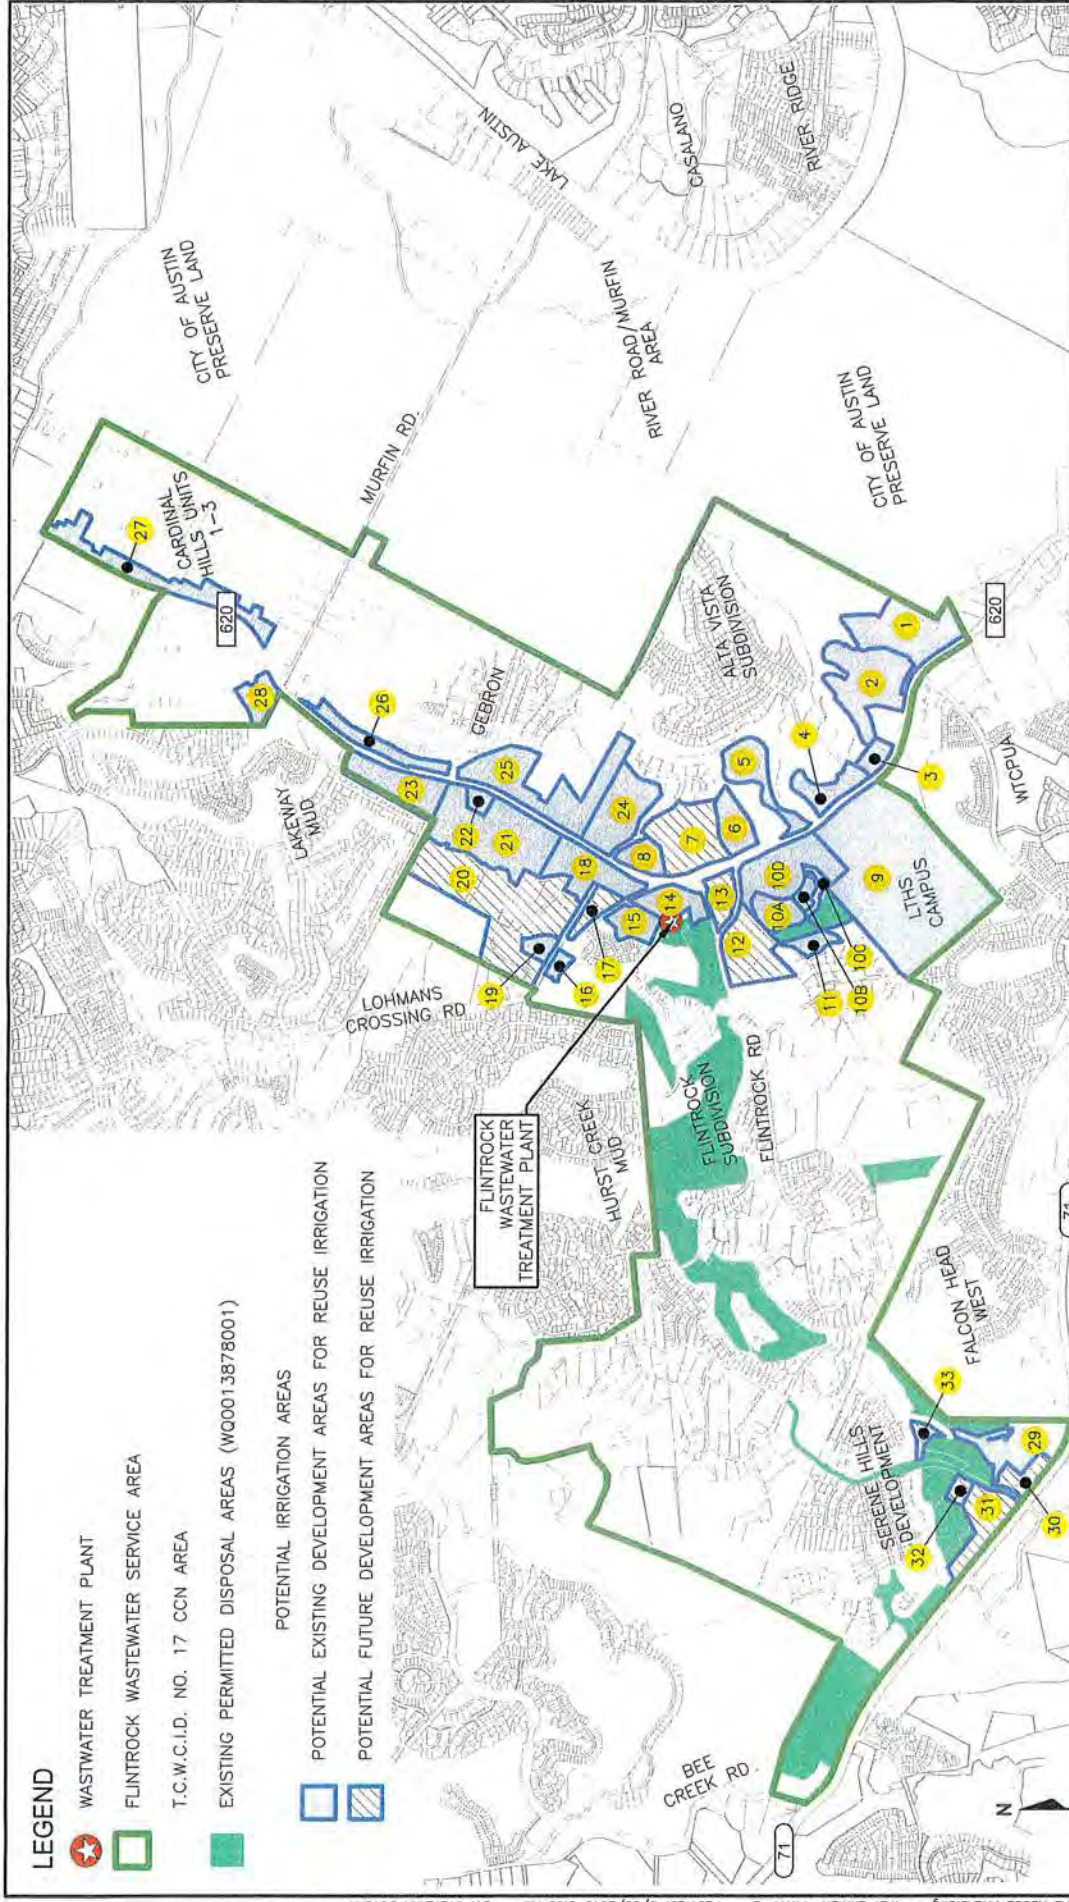 LEGEND
WASTWATER TREATMENT PLANT
FLINTROCK WASTEWATER SERVICE AREA
T.C.W.C.I.D. NO. 17 CCN AREA
EXISTING PERMITTED DISPOSAL AREAS (WQ0013878001)
POTENTIAL IRRIGATION AREAS
POTENTIAL EXISTING DEVELOPMENT AREAS FOR REUSE IRRIGATION
POTENTIAL FUTURE DEVELOPMENT AREAS FOR REUSE IRRIGATION
FLINTROCK
WASTEWATER
TREATMENT PLANT
CITY OF AUSTIN
PRESERVE LAND
LAKE AUSTIN
CASALANO
RIVER RIDGE
RIVER ROAD/MURFIN
AREA
CITY OF AUSTIN
PRESERVE LAND
MURFIN RD.
CARDINAL
HILLS UNITS
1-3
620
27
28
26
GEBRON
LAKEWAY
MUD
23
25
22
21
20
24
18
8
7
6
5
ALTA VISTA
SUBDIVISION
4
3
2
1
620
WTCPUA
9
LTHS
CAMPUS
10D
10A
10C
10B
11
12
13
14
15
17
16
19
LOHMANS
CROSSING RD
HURST CREEK
MUD
FLINTROCK
SUBDIVISION
FLINTROCK RD
FALCON HEAD
WEST
71
SERENE HILLS
DEVELOPMENT
33
29
31
32
30
BEE
CREEK RD.
71
N